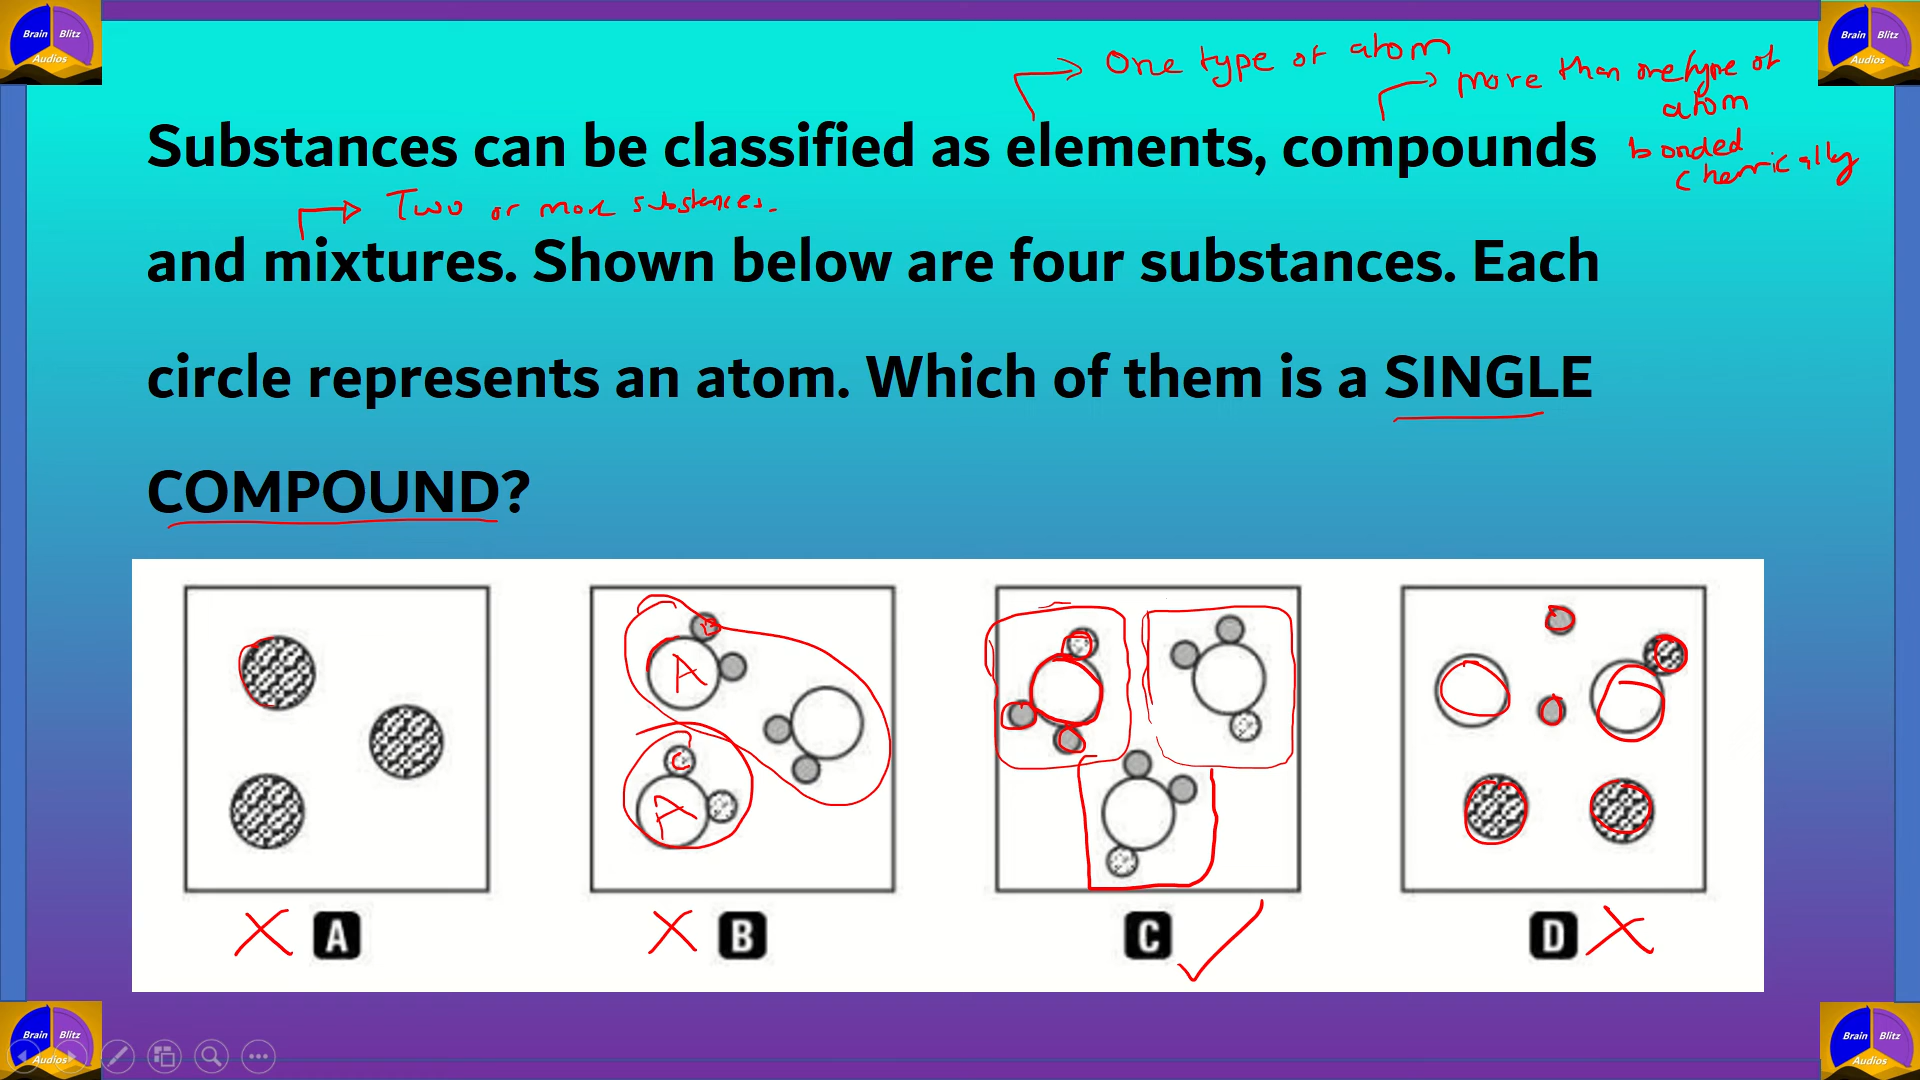 Brain Blitz
Audios
Brain Blitz
Audios
One type of atom
more than one type of
atom
bonded
chemically
Substances can be classified as elements, compounds
Two or more substances.
and mixtures. Shown below are four substances. Each
circle represents an atom. Which of them is a SINGLE
COMPOUND?
A
A
C
A
B
C
D
Brain Blitz
Audios
Brain Blitz
Audios